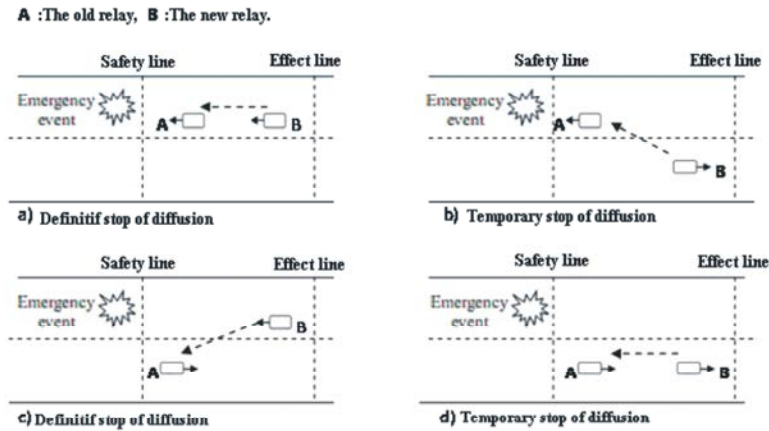 A :The old relay, B :The new relay.
Safety line Effect line
Emergency event
A B
a) Definitif stop of diffusion
Safety line Effect line
Emergency event
A B
b) Temporary stop of diffusion
Safety line Effect line
Emergency event
B
A
c) Definitif stop of diffusion
Safety line Effect line
Emergency event
A B
d) Temporary stop of diffusion